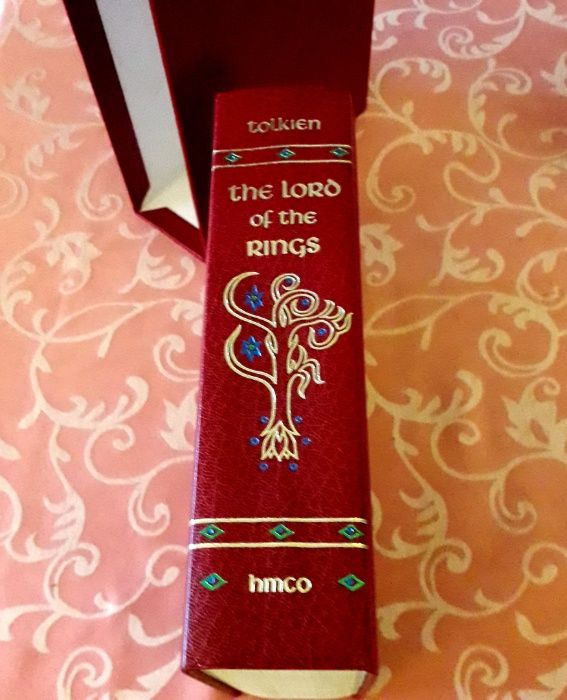 tolkien
the LORD
of the
RINGS
hmco